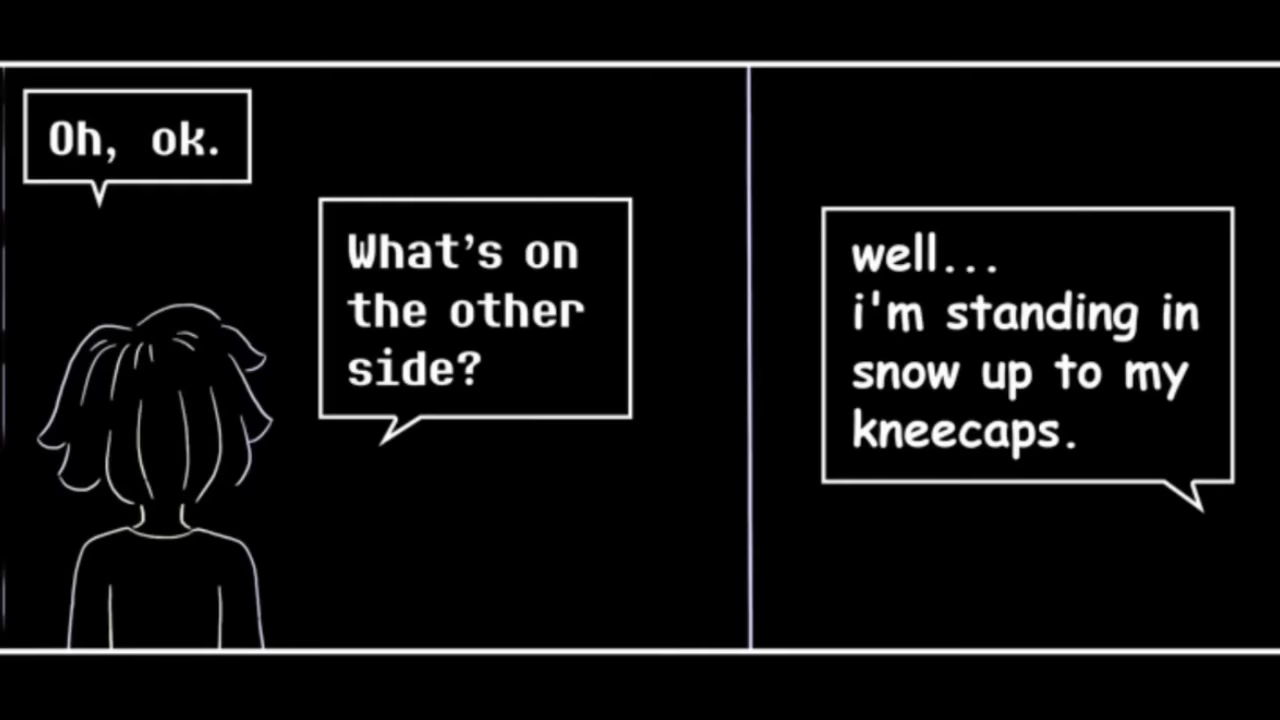 Oh, ok.
What's on
the other
side?
well...
i'm standing in
snow up to my
kneecaps.